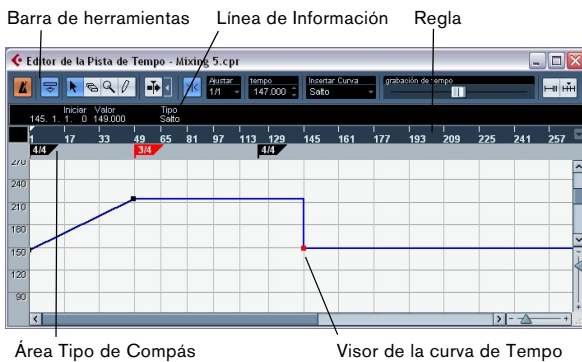 Barra de herramientas Línea de Información Regla
Editor de la Pista de Tempo - Mixing 5.cpr
Ajustar tempo Insertar Curva grabación de tempo
1/1 147.000 Salto
Iniciar Valor Tipo
145. 1. 1. 0 149.000 Salto
1 17 33 49 65 81 97 113 129 145 161 177 193 209 225 241 257
4/4 3/4 4/4
270
240
210
180
150
120
90
Área Tipo de Compás Visor de la curva de Tempo